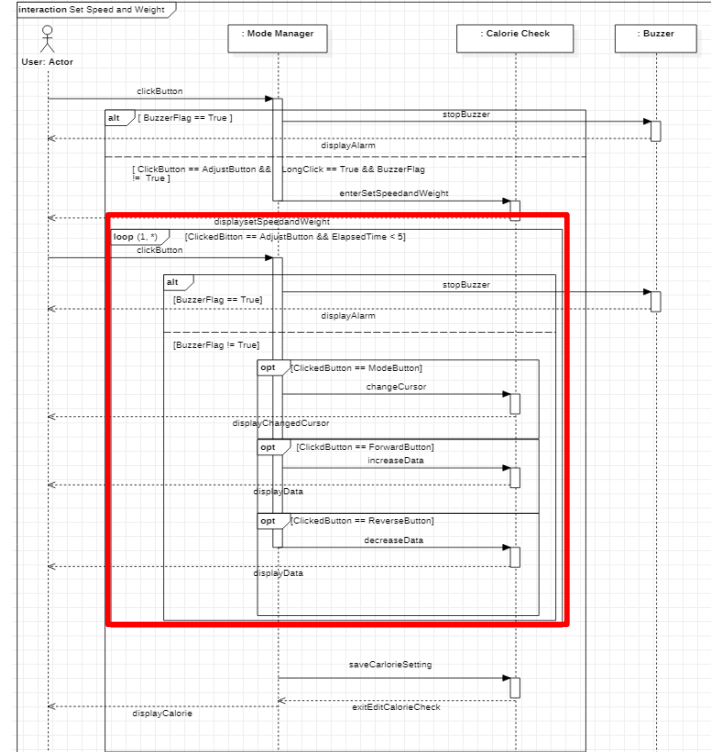 interaction Set Speed and Weight
: Mode Manager
: Calorie Check
: Buzzer
User: Actor
clickButton
alt
[ BuzzerFlag == True ]
stopBuzzer
displayAlarm
[ ClickButton == AdjustButton && LongClick == True && BuzzerFlag
!= True ]
enterSetSpeedandWeight
displaysetSpeedandWeight
loop (1, *)
[ClickedBitton == AdjustButton && ElapsedTime < 5]
clickButton
alt
stopBuzzer
[BuzzerFlag == True]
displayAlarm
[BuzzerFlag != True]
opt
[ClickedButton == ModeButton]
changeCursor
displayChangedCursor
opt
[ClickdButton == ForwardButton]
increaseData
displayData
opt
[ClickedButton == ReverseButton]
decreaseData
displayData
saveCarlorieSetting
exitEditCalorieCheck
displayCalorie